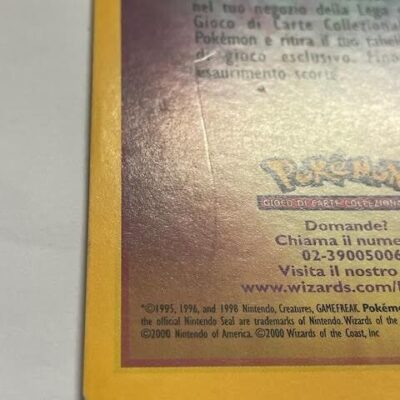 nel tuo negozio della Lega
Gioco di Carte Collezional
Pokémon e ritira il tuo
di gioco esclusivo.
esaurimento scorte.
POKéMON
GIOCO DI CARTE COLLEZION
Domande?
Chiama il nume
02-39005006
Visita il nostro
www.wizards.com/
*©1995, 1996, and 1998 Nintendo, Creatures, GAMEFREAK. Pokém
the official Nintendo Seal are trademarks of Nintendo. Wizards of the
©2000 Nintendo of America. ©2000 Wizards of the Coast, Inc